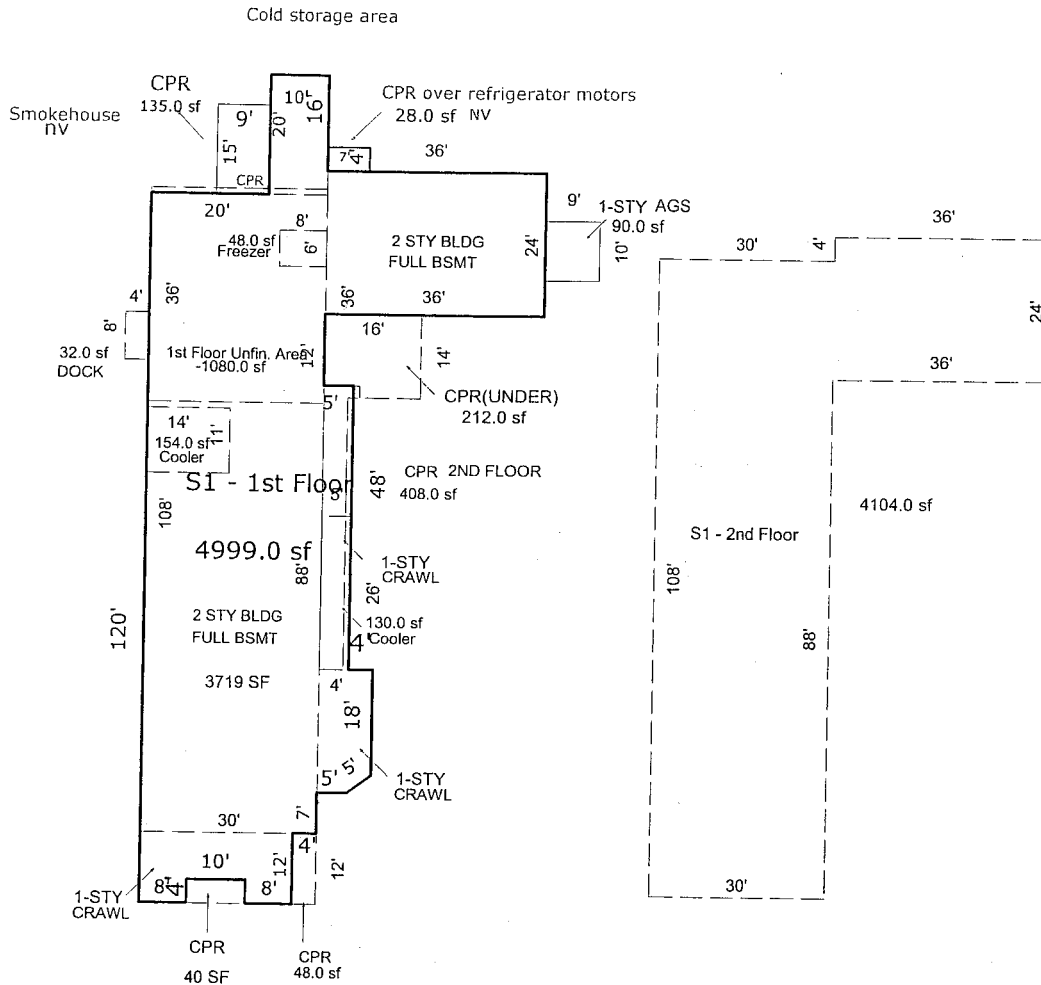 Cold storage area
CPR
135.0 sf
Smokehouse
nv
CPR over refrigerator motors
28.0 sf NV
10'
16'
20'
9'
15'
7'
4'
36'
CPR
20'
8'
48.0 sf
Freezer
6'
2 STY BLDG
FULL BSMT
24'
9'
1-STY AGS
90.0 sf
10'
36'
36'
36'
16'
4'
8'
32.0 sf
DOCK
1st Floor Unfin. Area
-1080.0 sf
12'
14'
CPR(UNDER)
212.0 sf
5'
14'
11'
154.0 sf
Cooler
S1 - 1st Floor
48'
CPR 2ND FLOOR
408.0 sf
108'
4999.0 sf
88'
1-STY
CRAWL
26'
130.0 sf
Cooler
4'
120'
2 STY BLDG
FULL BSMT
3719 SF
4'
18'
5'
5'
1-STY
CRAWL
7'
30'
4'
12'
12'
10'
8'
4'
8'
1-STY
CRAWL
CPR
40 SF
CPR
48.0 sf
30'
4'
36'
24'
36'
4104.0 sf
S1 - 2nd Floor
108'
88'
30'